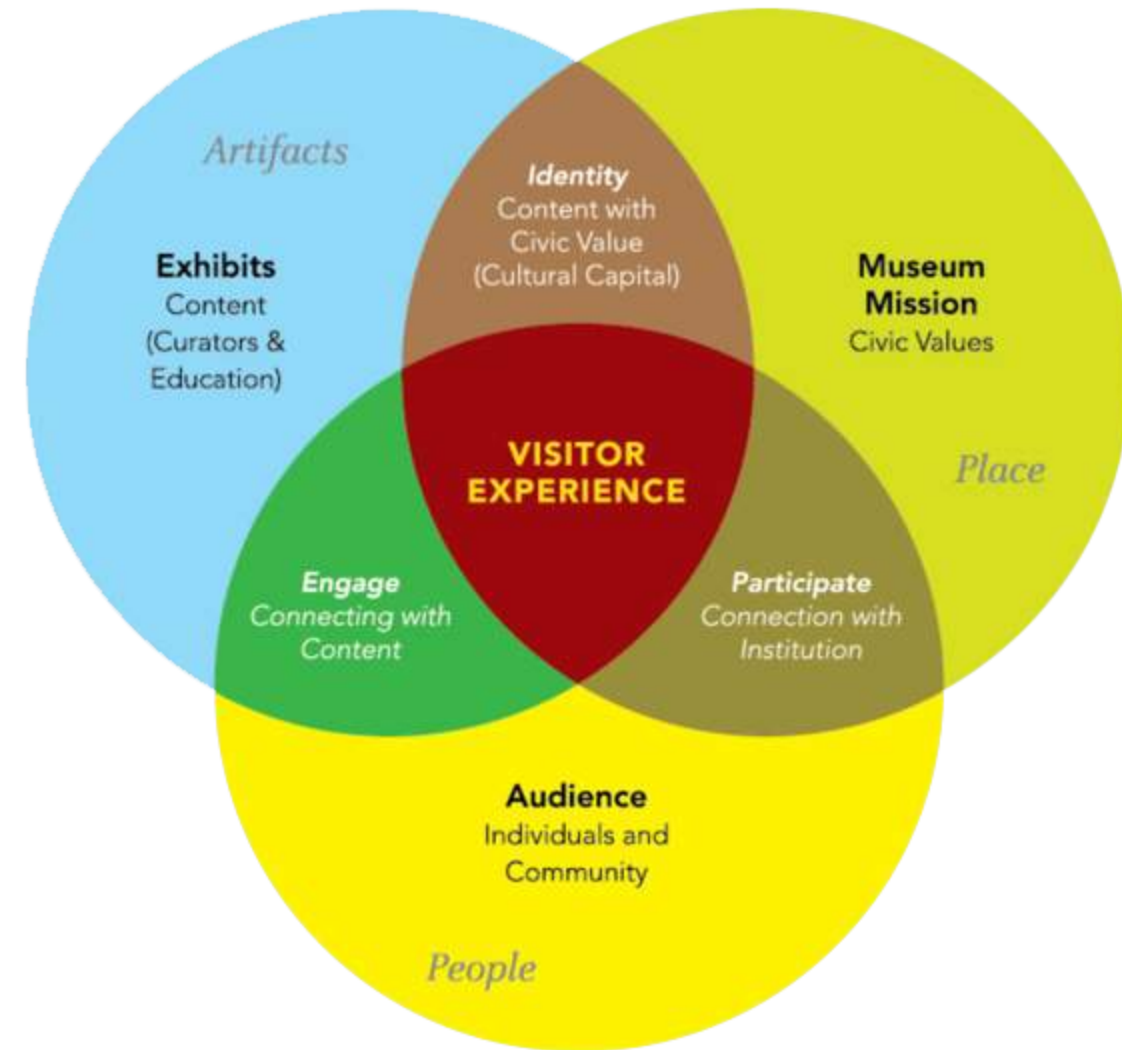 Artifacts
Exhibits
Content
(Curators &
Education)
Identity
Content with
Civic Value
(Cultural Capital)
Museum
Mission
Civic Values
Place
VISITOR
EXPERIENCE
Engage
Connecting with
Content
Participate
Connection with
Institution
Audience
Individuals and
Community
People